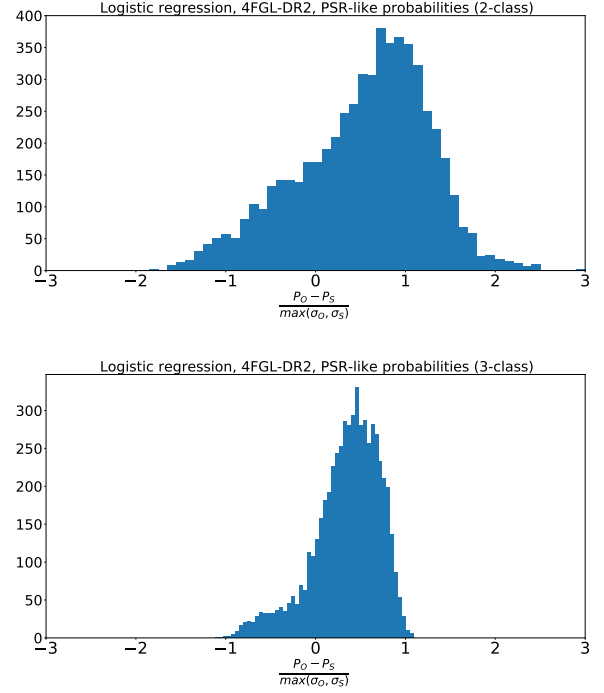 Logistic regression, 4FGL-DR2, PSR-like probabilities (2-class)
400
350
300
250
200
150
100
50
0
−3 −2 −1 0 1 2 3
P_O − P_S
max(σ_O, σ_S)
Logistic regression, 4FGL-DR2, PSR-like probabilities (3-class)
300
250
200
150
100
50
0
−3 −2 −1 0 1 2 3
P_O − P_S
max(σ_O, σ_S)